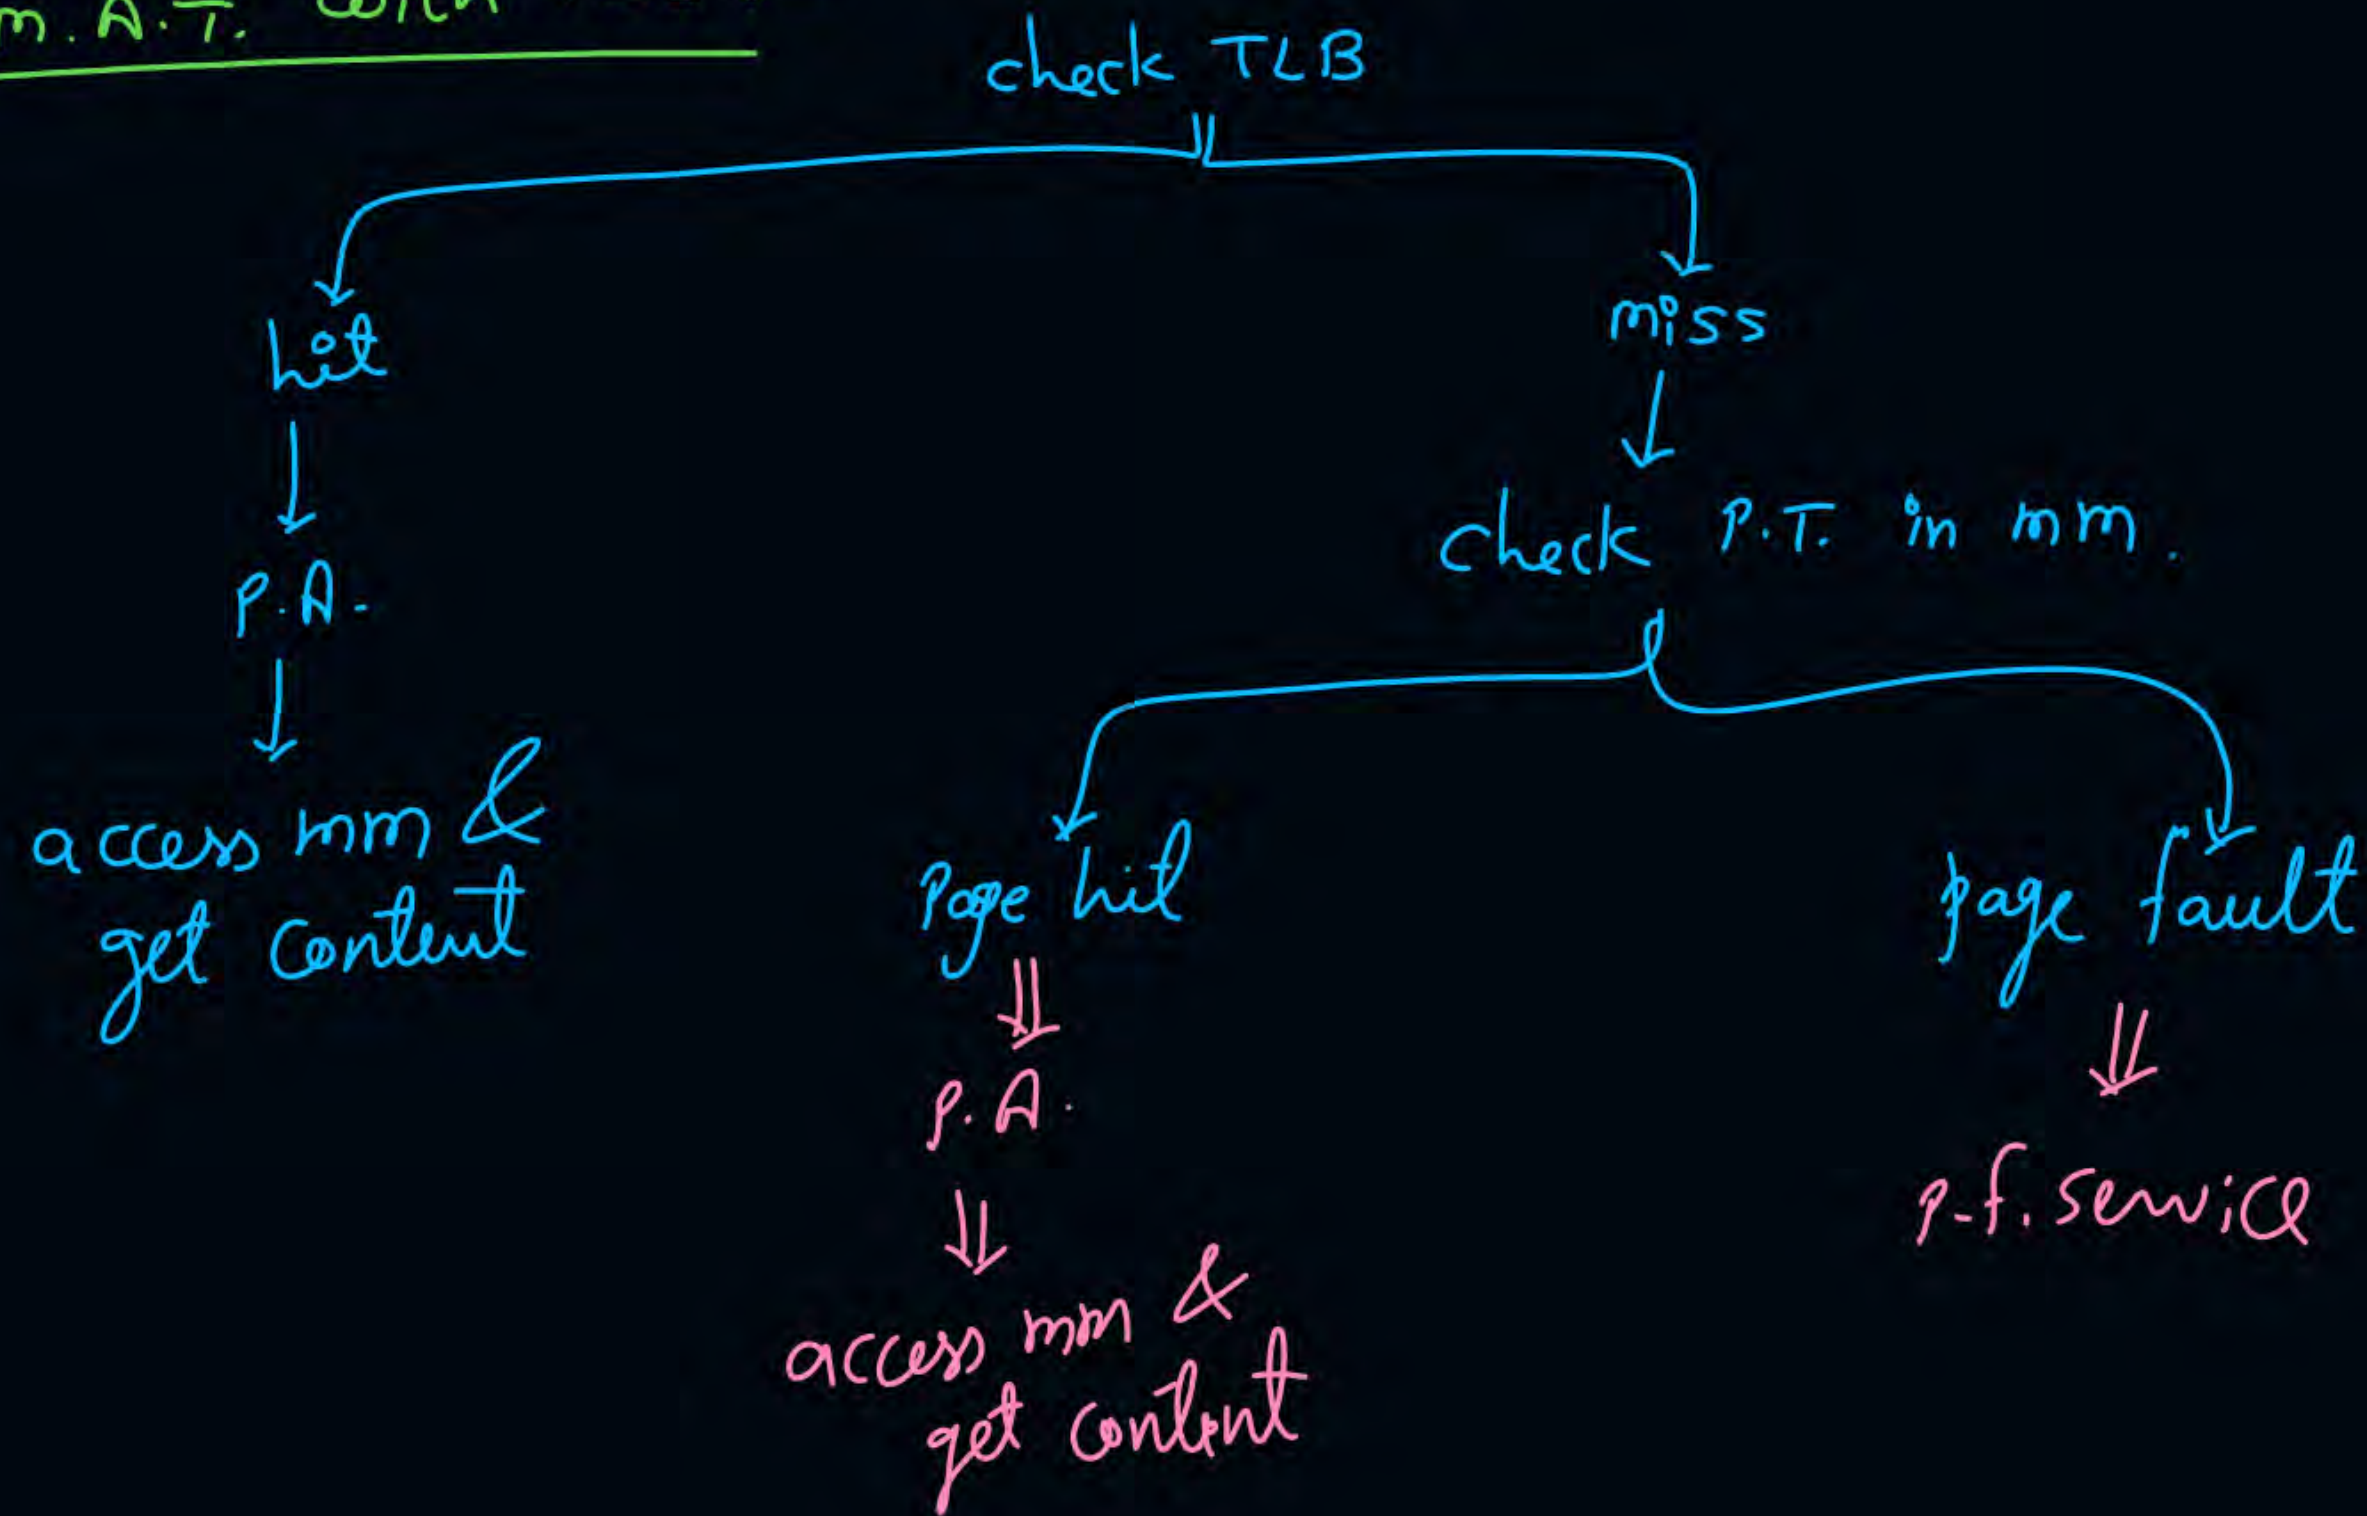 m.A.T. with
check TLB
hit
miss
P.A.
check P.T. in mm.
access mm &
get content
Page hit
page fault
P.A.
P.f. service
access mm &
get content